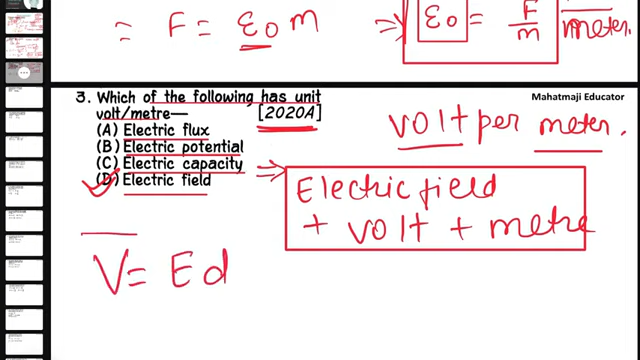 = F = ε0 m ⇒ ε0 = F/m meter.
Mahatmaji Educator
3. Which of the following has unit
volt/metre— [2020A]
(A) Electric flux
(B) Electric potential
(C) Electric capacity
(D) Electric field
volt per meter.
⇒ Electric field
+ volt + metre
V = Ed